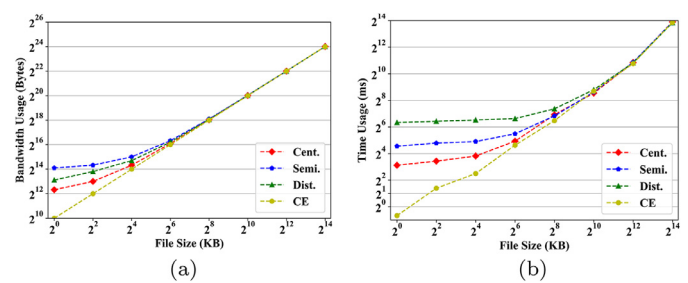 2^26
2^24
2^22
2^20
2^18
2^16
2^14
2^12
2^10
Bandwidth Usage (Bytes)
Cent.
Semi.
Dist.
CE
2^0 2^2 2^4 2^6 2^8 2^10 2^12 2^14
File Size (KB)
(a)
2^14
2^12
2^10
2^8
2^6
2^4
2^2
2^1
2^0
Time Usage (ms)
Cent.
Semi.
Dist.
CE
2^0 2^2 2^4 2^6 2^8 2^10 2^12 2^14
File Size (KB)
(b)